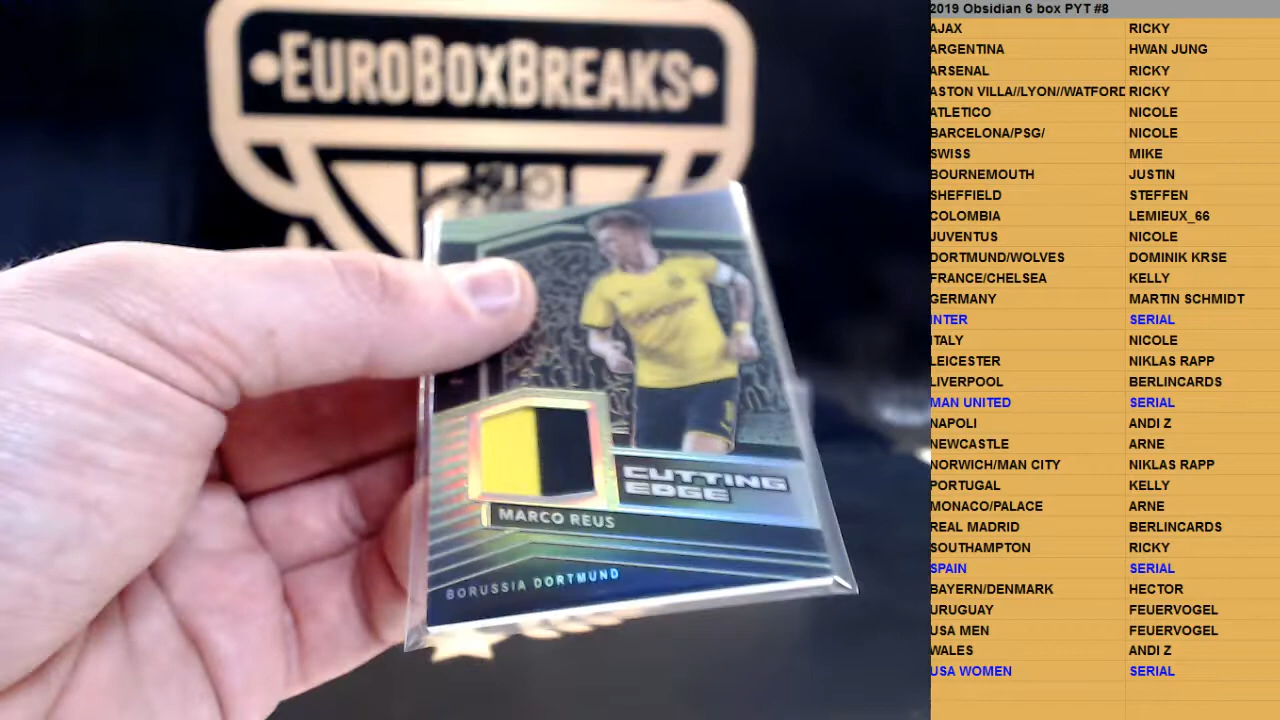 EUROBOXBREAKS
CUTTING
EDGE
MARCO REUS
BORUSSIA DORTMUND
2019 Obsidian 6 box PYT #8
AJAX RICKY
ARGENTINA HWAN JUNG
ARSENAL RICKY
ASTON VILLA//LYON//WATFORD RICKY
ATLETICO NICOLE
BARCELONA/PSG/ NICOLE
SWISS MIKE
BOURNEMOUTH JUSTIN
SHEFFIELD STEFFEN
COLOMBIA LEMIEUX_66
JUVENTUS NICOLE
DORTMUND/WOLVES DOMINIK KRSE
FRANCE/CHELSEA KELLY
GERMANY MARTIN SCHMIDT
INTER SERIAL
ITALY NICOLE
LEICESTER NIKLAS RAPP
LIVERPOOL BERLINCARDS
MAN UNITED SERIAL
NAPOLI ANDI Z
NEWCASTLE ARNE
NORWICH/MAN CITY NIKLAS RAPP
PORTUGAL KELLY
MONACO/PALACE ARNE
REAL MADRID BERLINCARDS
SOUTHAMPTON RICKY
SPAIN SERIAL
BAYERN/DENMARK HECTOR
URUGUAY FEUERVOGEL
USA MEN FEUERVOGEL
WALES ANDI Z
USA WOMEN SERIAL